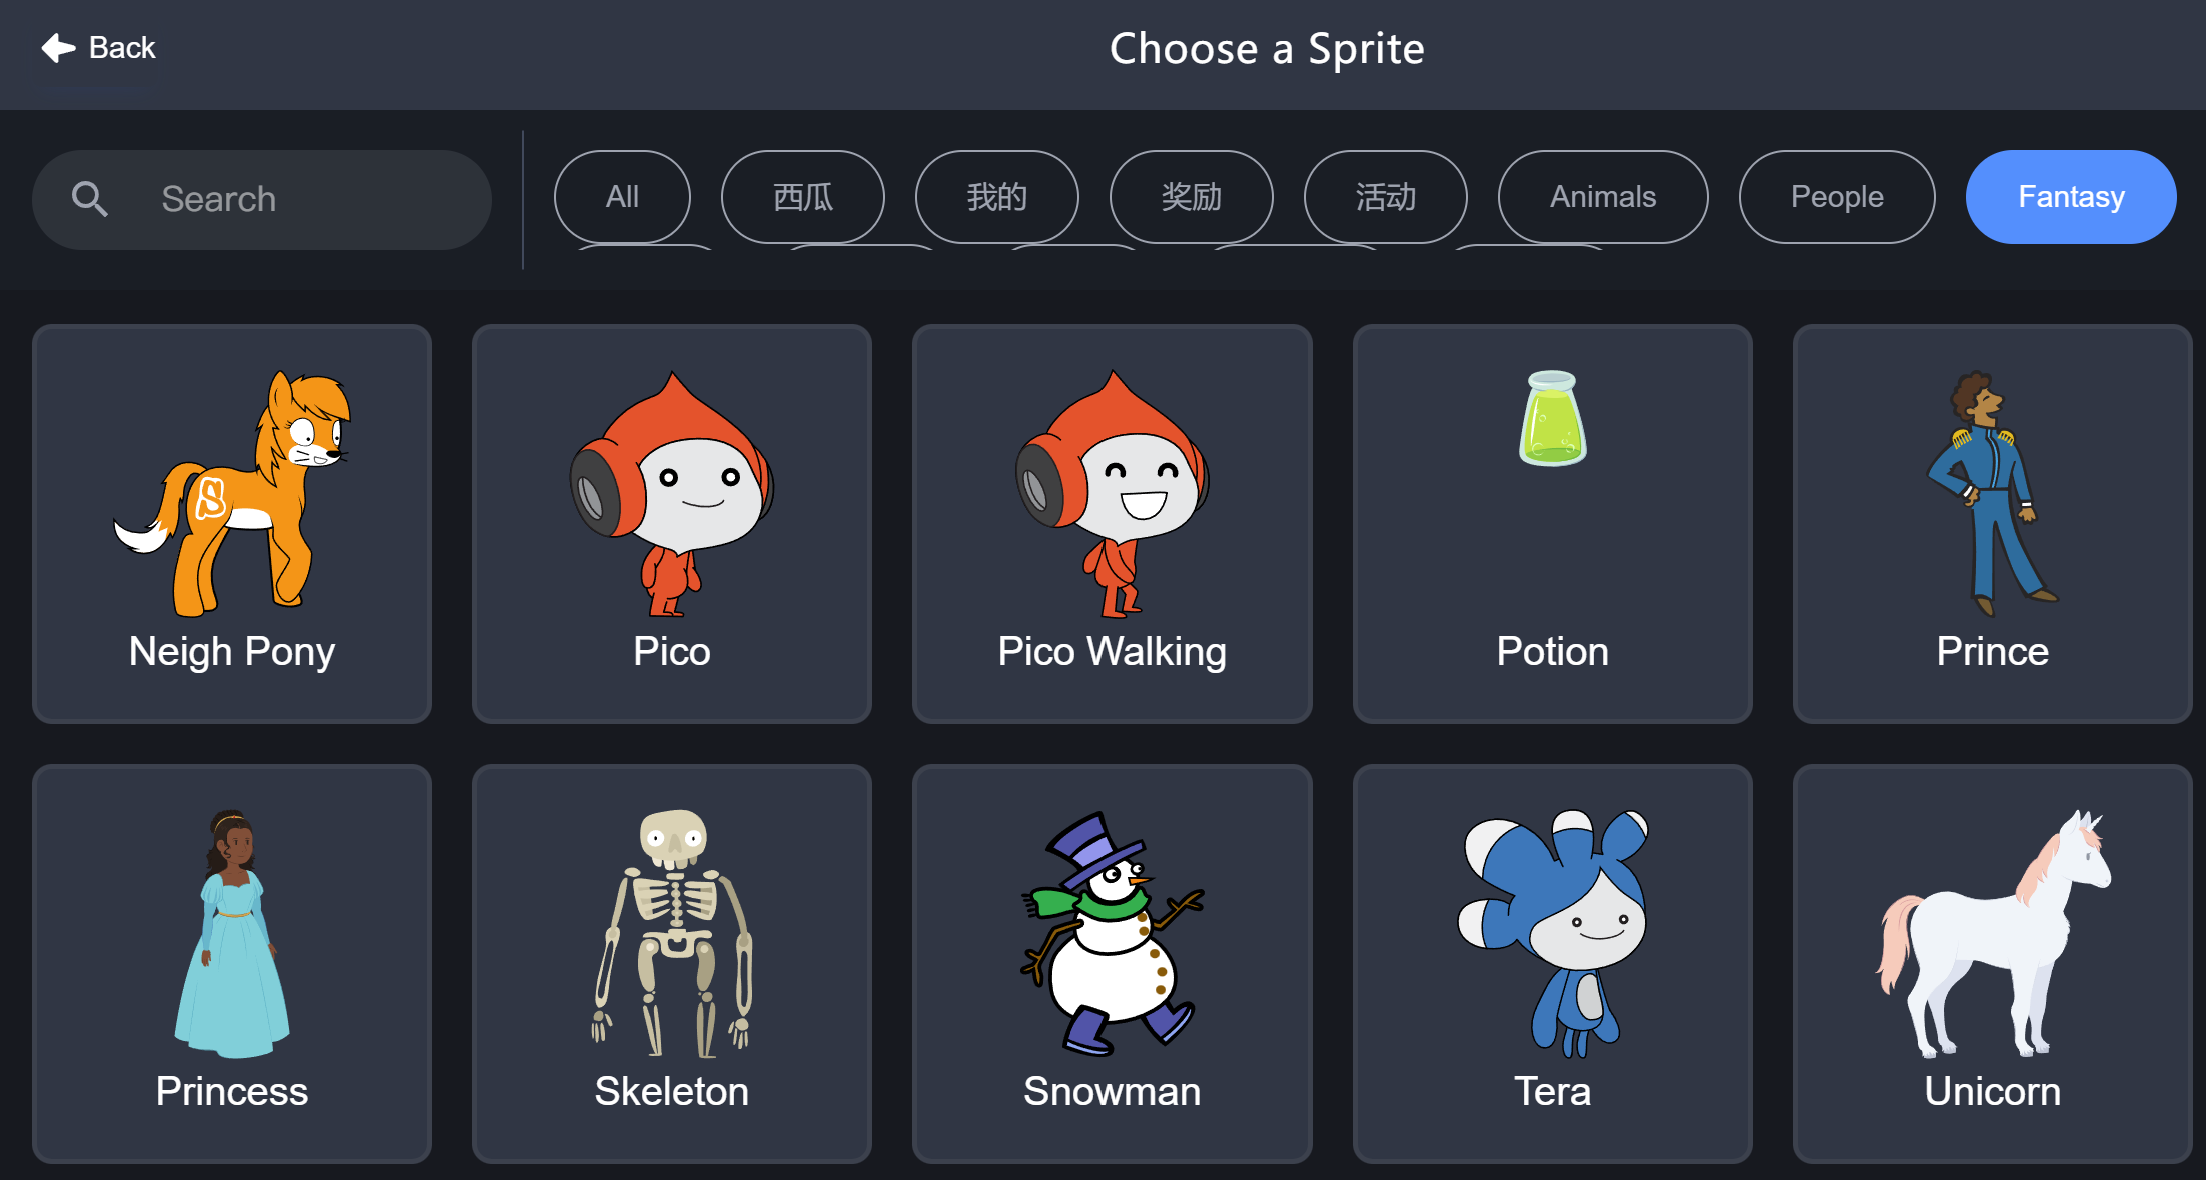 Back
Choose a Sprite
Search
All
西瓜
我的
奖励
活动
Animals
People
Fantasy
S
Neigh Pony
Pico
Pico Walking
Potion
Prince
Princess
Skeleton
Snowman
Tera
Unicorn